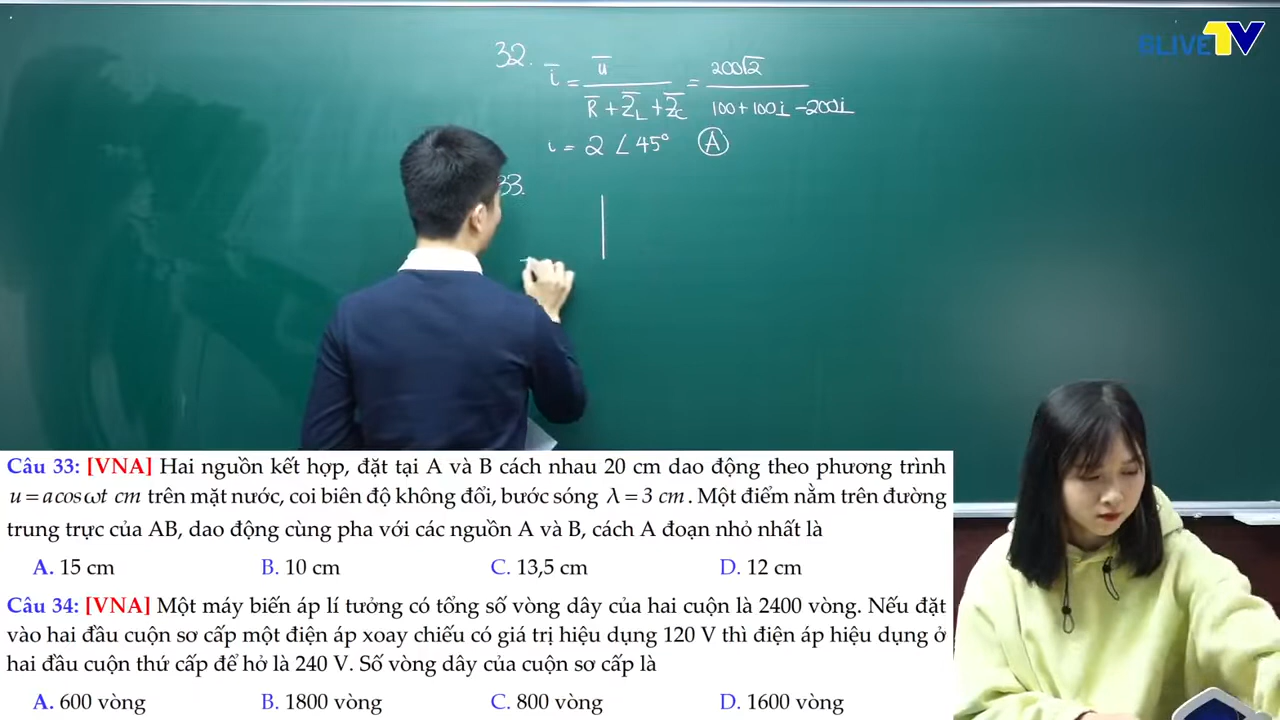 GLIVE TV
32. i = u / R + Z_L + Z_C = 200√2 / 100 + 100i - 200i
i = 2 ∠ 45° Ⓐ
33.
Câu 33: [VNA] Hai nguồn kết hợp, đặt tại A và B cách nhau 20 cm dao động theo phương trình
u = a cos ωt cm trên mặt nước, coi biên độ không đổi, bước sóng λ = 3 cm. Một điểm nằm trên đường
trung trực của AB, dao động cùng pha với các nguồn A và B, cách A đoạn nhỏ nhất là
A. 15 cm B. 10 cm C. 13,5 cm D. 12 cm
Câu 34: [VNA] Một máy biến áp lí tưởng có tổng số vòng dây của hai cuộn là 2400 vòng. Nếu đặt
vào hai đầu cuộn sơ cấp một điện áp xoay chiếu có giá trị hiệu dụng 120 V thì điện áp hiệu dụng ở
hai đầu cuộn thứ cấp để hở là 240 V. Số vòng dây của cuộn sơ cấp là
A. 600 vòng B. 1800 vòng C. 800 vòng D. 1600 vòng